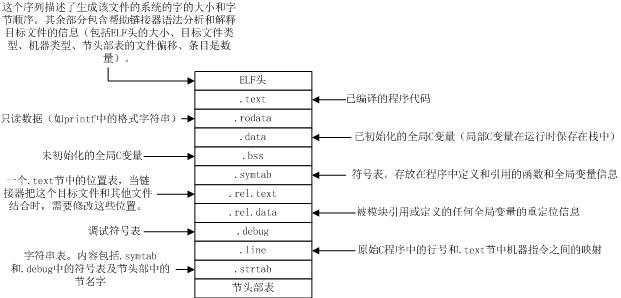 这个序列描述了生成该文件的系统的字的大小和字
节顺序。其余部分包含帮助链接器语法分析和解释
目标文件的信息（包括ELF头的大小、目标文件类
型、机器类型、节头部表的文件偏移、条目是数
量）。
ELF头
.text
已编译的程序代码
只读数据（如printf中的格式字符串）
.rodata
.data
已初始化的全局C变量（局部C变量在运行时保存在栈中）
未初始化的全局C变量
.bss
.symtab
符号表。存放在程序中定义和引用的函数和全局变量信息
一个.text节中的位置表，当链
接器把这个目标文件和其他文件
结合时，需要修改这些位置。
.rel.text
.rel.data
被模块引用或定义的任何全局变量的重定位信息
调试符号表
.debug
.line
原始C程序中的行号和.text节中机器指令之间的映射
字符串表。内容包括.symtab
和.debug中的符号表及节头部中的
节名字
.strtab
节头部表